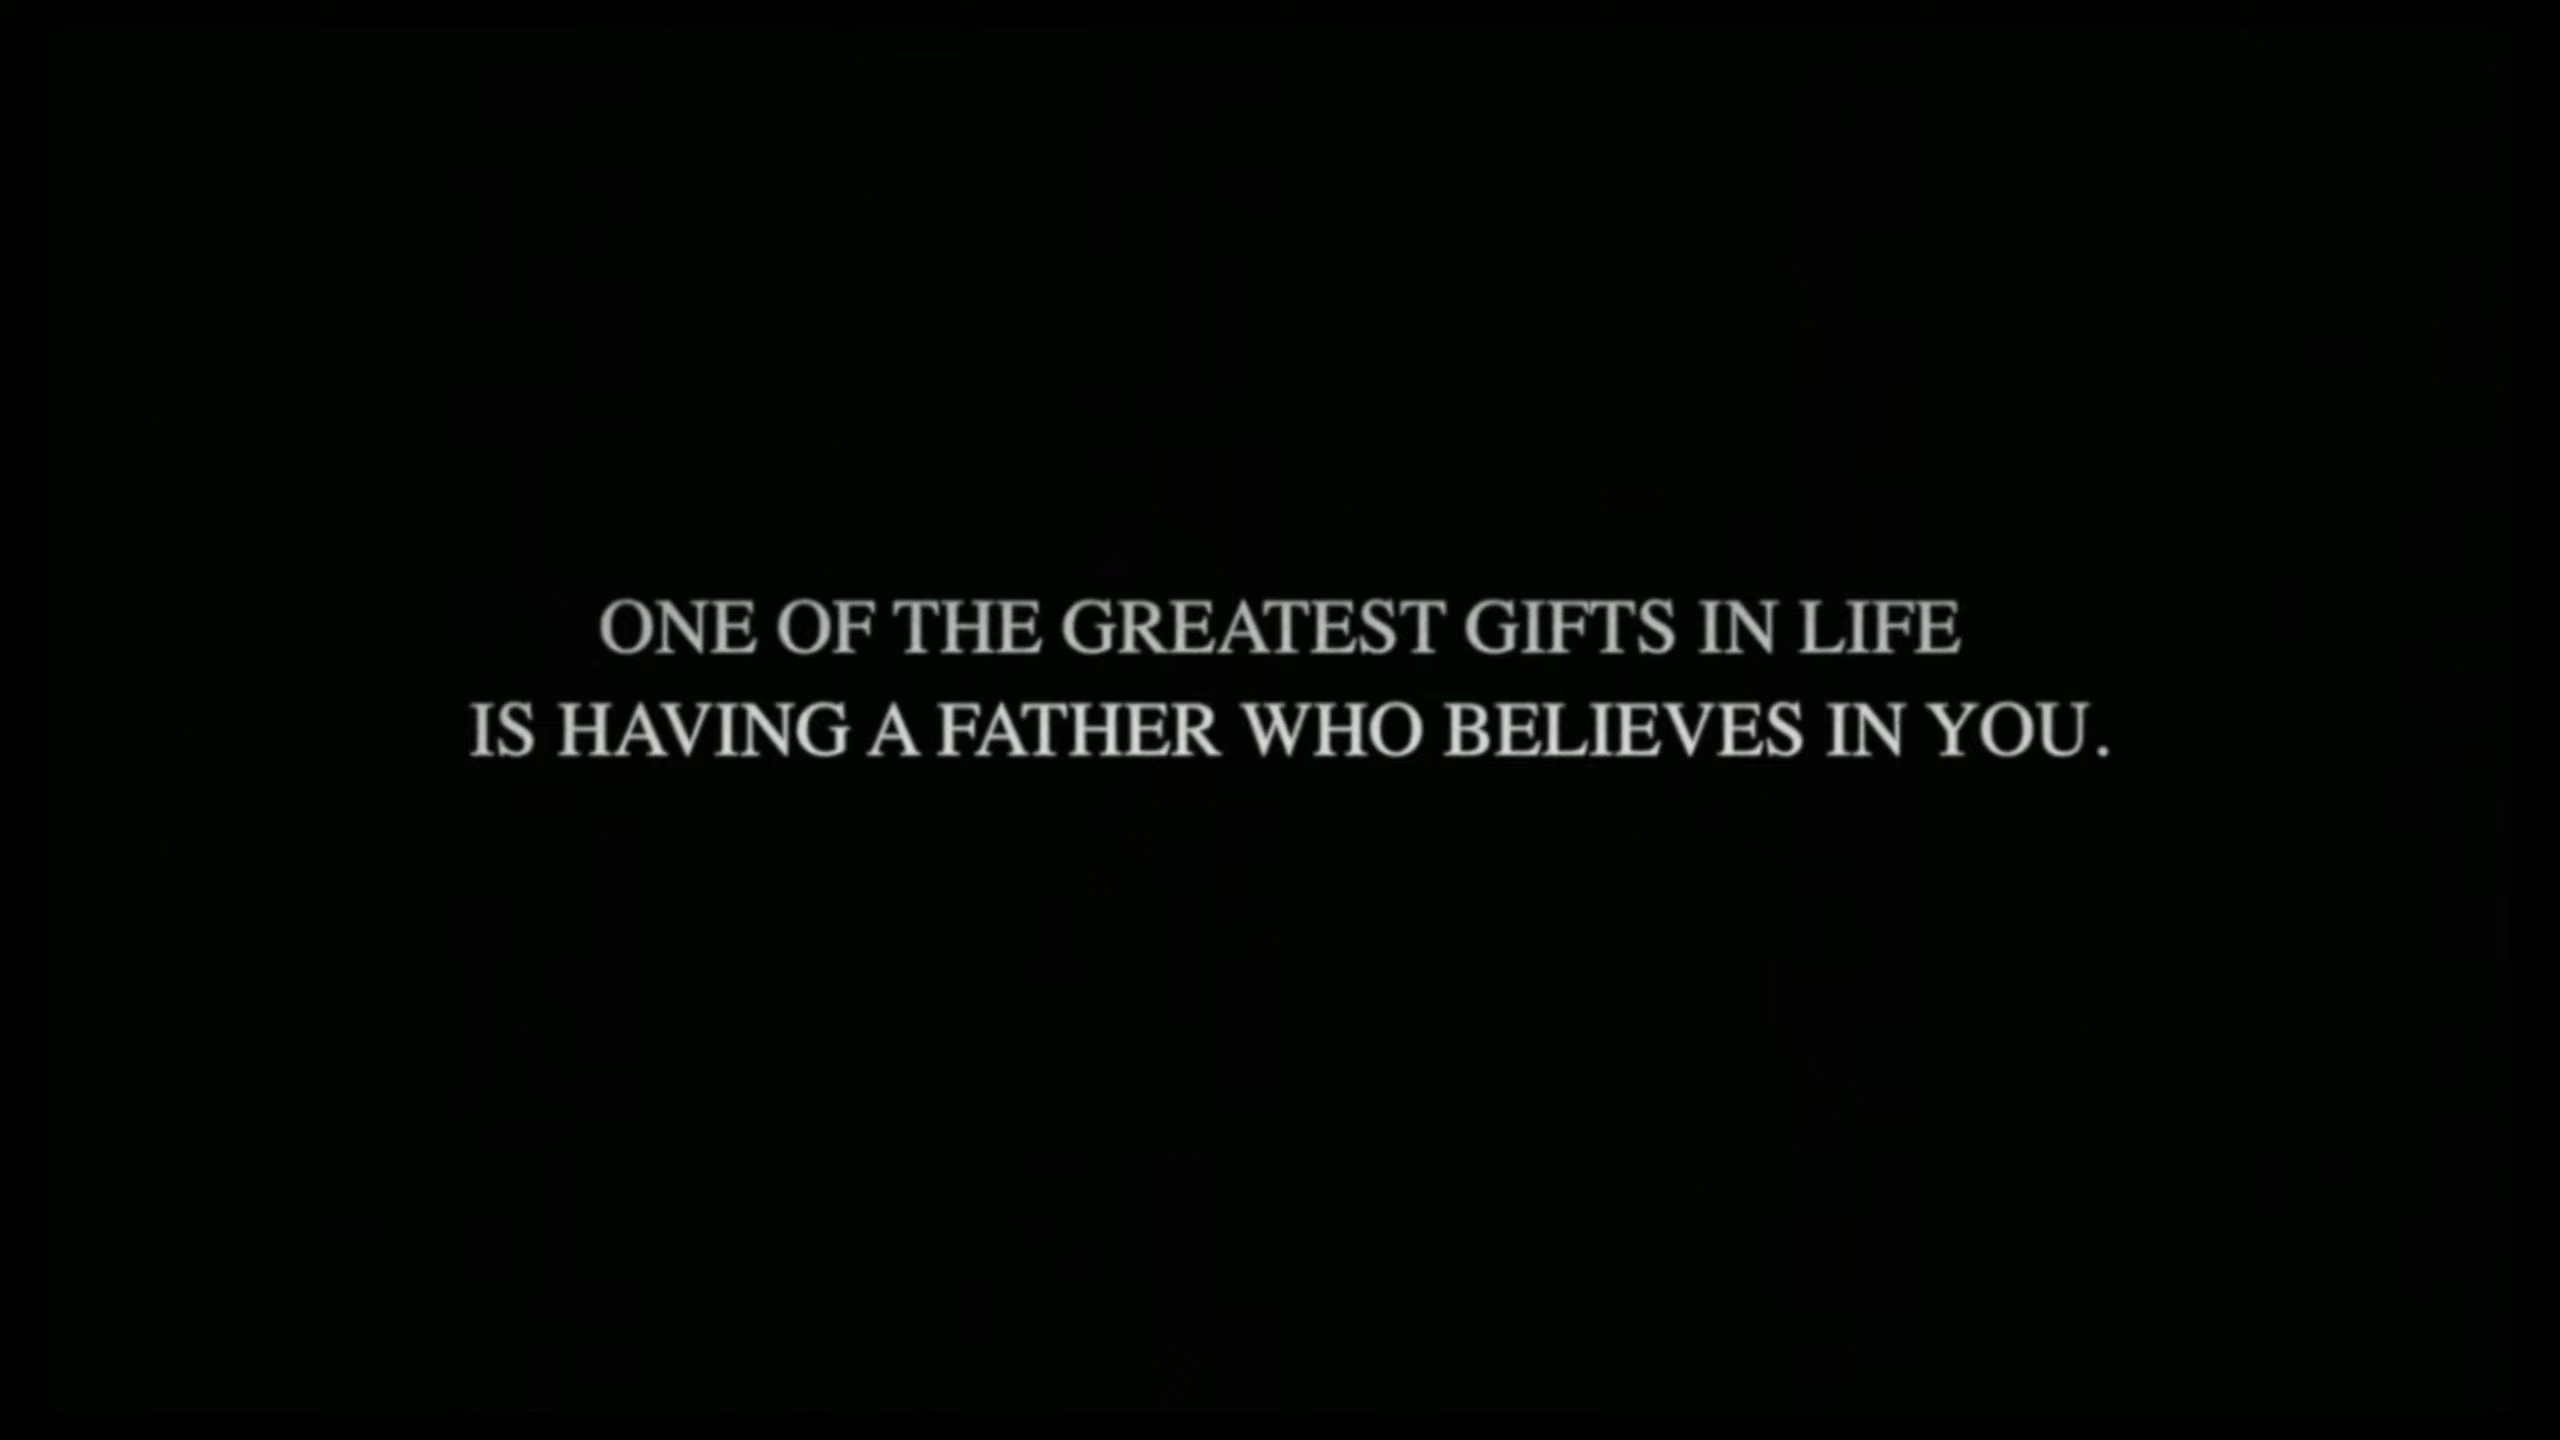 ONE OF THE GREATEST GIFTS IN LIFE
IS HAVING A FATHER WHO BELIEVES IN YOU.